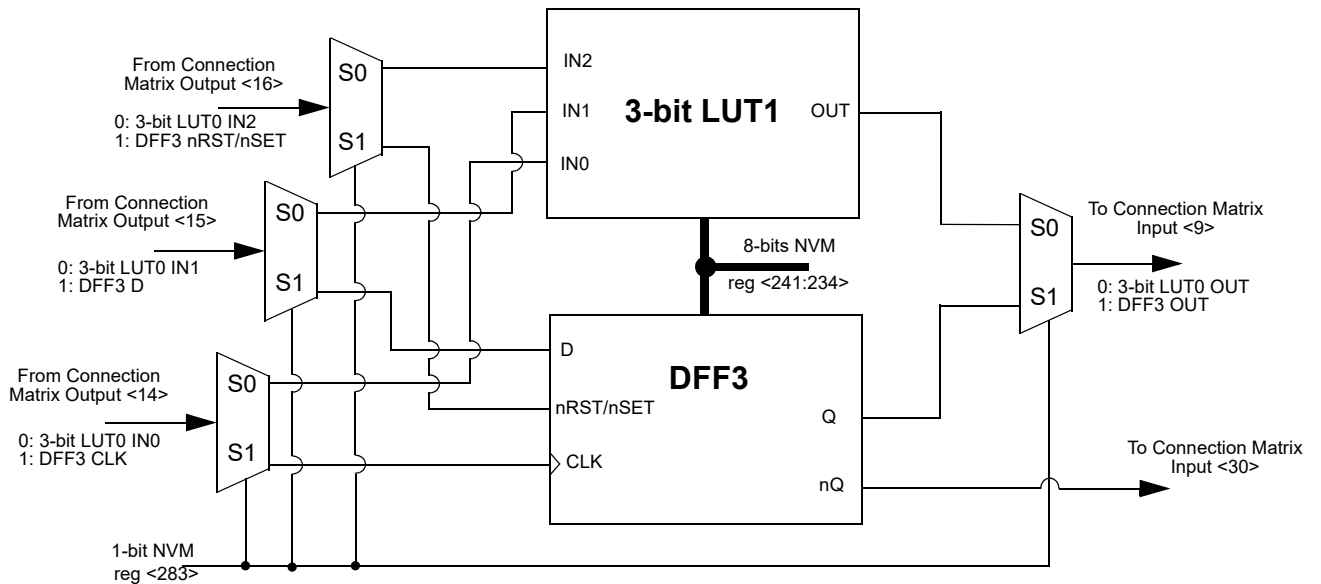 From Connection
Matrix Output <16>
0: 3-bit LUT0 IN2
1: DFF3 nRST/nSET
S0
S1
From Connection
Matrix Output <15>
0: 3-bit LUT0 IN1
1: DFF3 D
S0
S1
From Connection
Matrix Output <14>
0: 3-bit LUT0 IN0
1: DFF3 CLK
S0
S1
1-bit NVM
reg <283>
IN2
IN1
IN0
3-bit LUT1
OUT
8-bits NVM
reg <241:234>
D
nRST/nSET
CLK
DFF3
Q
nQ
S0
S1
To Connection Matrix
Input <9>
0: 3-bit LUT0 OUT
1: DFF3 OUT
To Connection Matrix
Input <30>